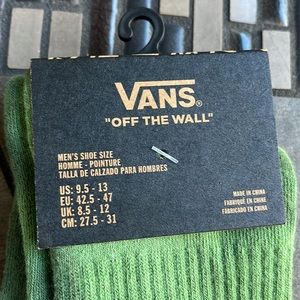 VANS®
"OFF THE WALL"
MEN'S SHOE SIZE
HOMME - POINTURE
TALLA DE CALZADO PARA HOMBRES
US: 9.5 - 13
EU: 42.5 - 47
UK: 8.5 - 12
CM: 27.5 - 31
MADE IN CHINA
FABRIQUÉ EN CHINE
FABRICADO EN CHINA